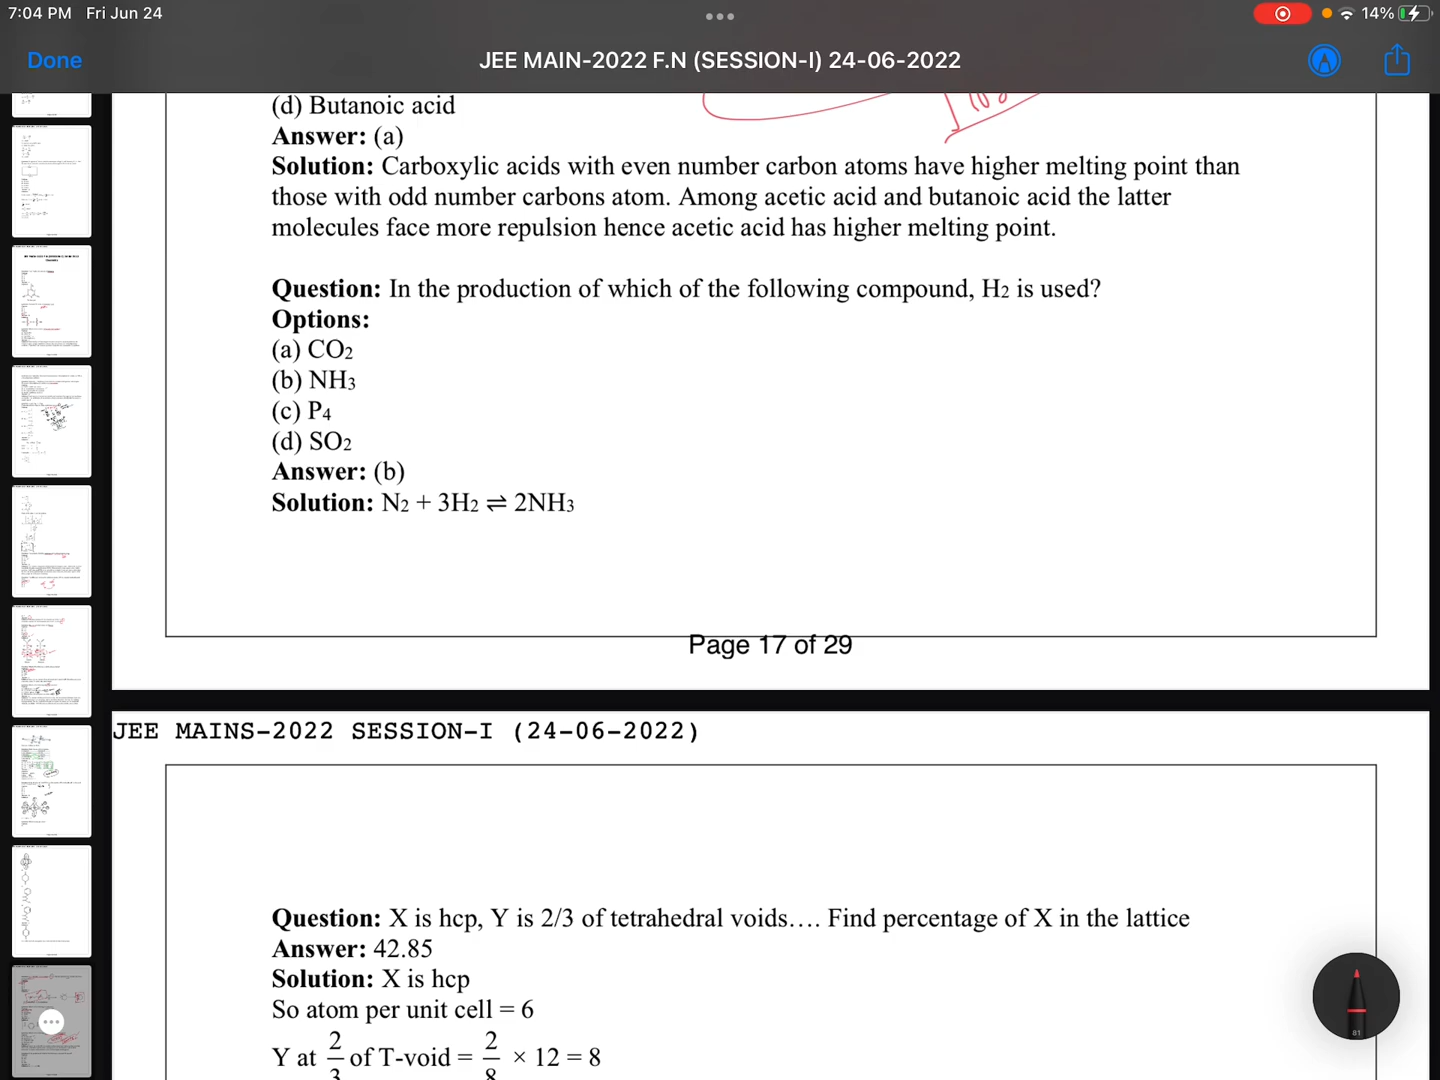 7:04 PM Fri Jun 24
14%
Done
JEE MAIN-2022 F.N (SESSION-I) 24-06-2022
(d) Butanoic acid
Answer: (a)
Solution: Carboxylic acids with even number carbon atoms have higher melting point than
those with odd number carbons atom. Among acetic acid and butanoic acid the latter
molecules face more repulsion hence acetic acid has higher melting point.
Question: In the production of which of the following compound, H2 is used?
Options:
(a) CO2
(b) NH3
(c) P4
(d) SO2
Answer: (b)
Solution: N2 + 3H2 ⇌ 2NH3
Page 17 of 29
JEE MAINS-2022 SESSION-I (24-06-2022)
Question: X is hcp, Y is 2/3 of tetrahedral voids…. Find percentage of X in the lattice
Answer: 42.85
Solution: X is hcp
So atom per unit cell = 6
Y at 2/3 of T-void = 2/8 × 12 = 8
81